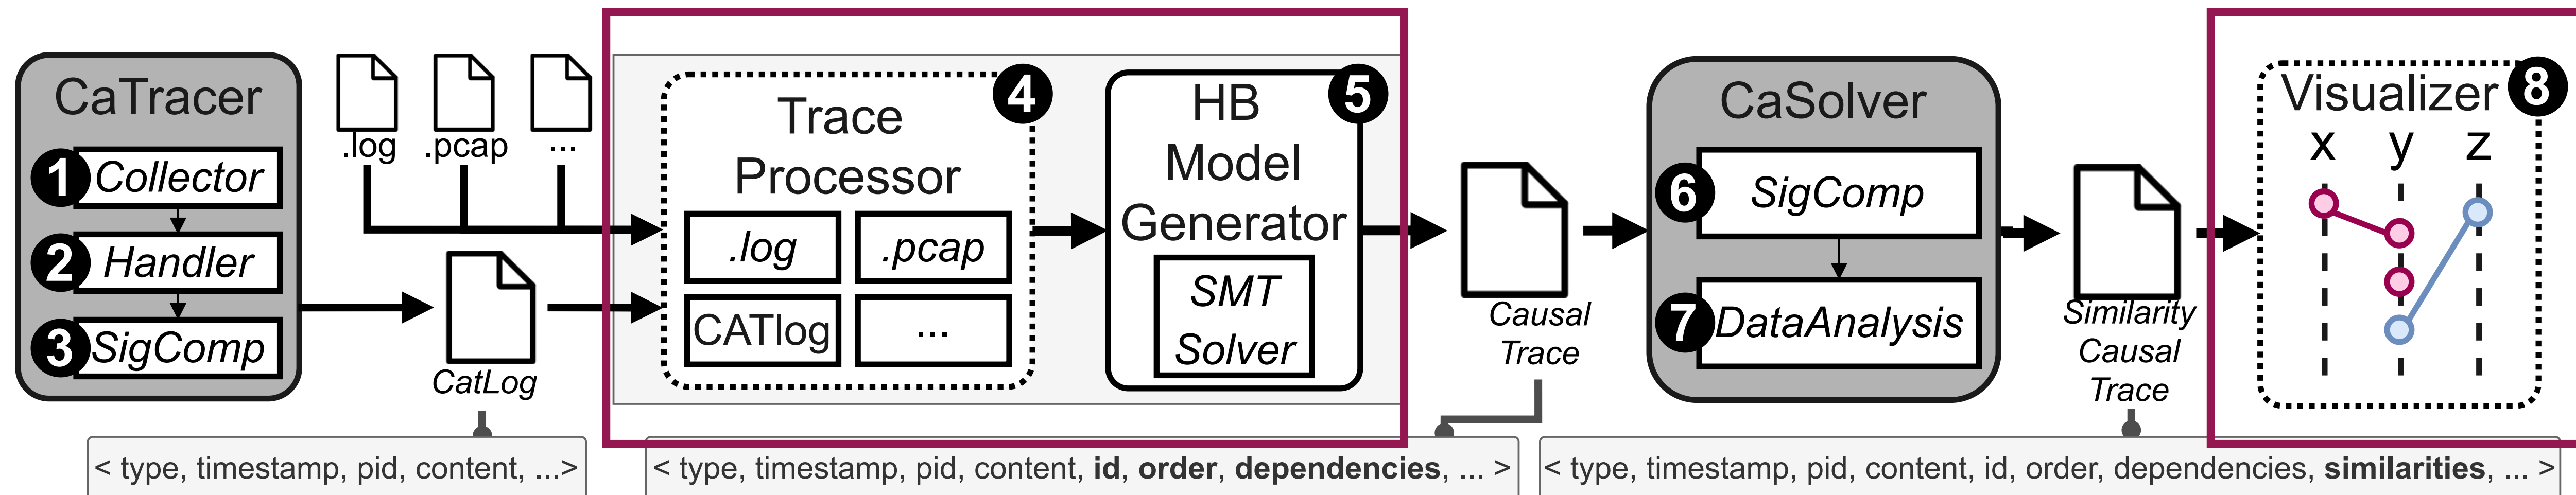 CaTracer
1 Collector
2 Handler
3 SigComp
.log
.pcap
...
CatLog
< type, timestamp, pid, content, ...>
Trace
Processor
4
.log
.pcap
CATlog
...
HB
Model
Generator
5
SMT
Solver
Causal
Trace
< type, timestamp, pid, content, id, order, dependencies, ... >
CaSolver
6 SigComp
7 DataAnalysis
Similarity
Causal
Trace
< type, timestamp, pid, content, id, order, dependencies, similarities, ... >
Visualizer 8
x y z